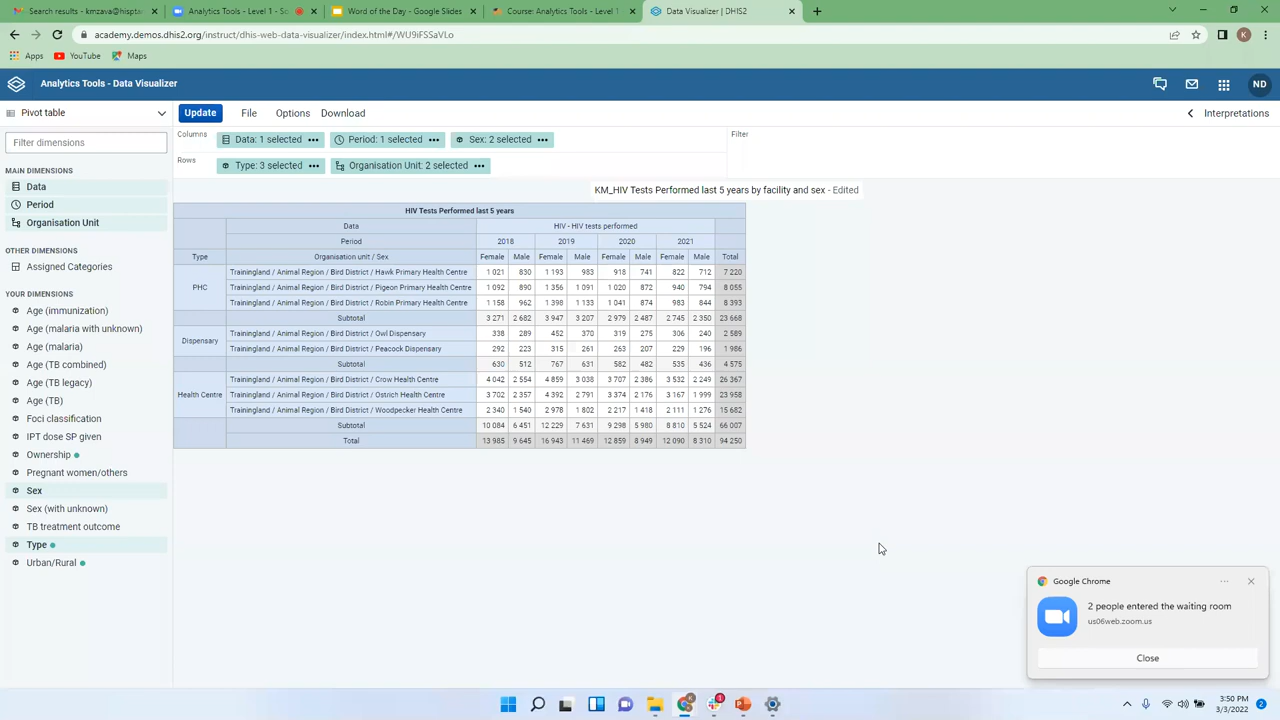 Search results - kmzava@hisptan
Analytics Tools - Level 1 - S
Word of the Day - Google Slides
Course: Analytics Tools - Level 1
Data Visualizer | DHIS2
academy.demos.dhis2.org/instruct/dhis-web-data-visualizer/index.html#/WU9iFSSaVLo
K
Apps YouTube Maps
Analytics Tools - Data Visualizer
ND
Pivot table
Update File Options Download
Interpretations
Filter dimensions
Columns Data: 1 selected ••• Period: 1 selected ••• Sex: 2 selected •••
Filter
Rows Type: 3 selected ••• Organisation Unit: 2 selected •••
MAIN DIMENSIONS
Data
Period
Organisation Unit
OTHER DIMENSIONS
Assigned Categories
YOUR DIMENSIONS
Age (immunization)
Age (malaria with unknown)
Age (malaria)
Age (TB combined)
Age (TB legacy)
Age (TB)
Foci classification
IPT dose SP given
Ownership
Pregnant women/others
Sex
Sex (with unknown)
TB treatment outcome
Type
Urban/Rural
KM_HIV Tests Performed last 5 years by facility and sex - Edited
HIV Tests Performed last 5 years
Data HIV - HIV tests performed
Period 2018 2019 2020 2021
Type Organisation unit / Sex Female Male Female Male Female Male Female Male Total
PHC Trainingland / Animal Region / Bird District / Hawk Primary Health Centre 1 021 830 1 193 983 918 741 822 712 7 220
Trainingland / Animal Region / Bird District / Pigeon Primary Health Centre 1 092 890 1 356 1 091 1 020 872 940 794 8 055
Trainingland / Animal Region / Bird District / Robin Primary Health Centre 1 158 962 1 398 1 133 1 041 874 983 844 8 393
Subtotal 3 271 2 682 3 947 3 207 2 979 2 487 2 745 2 350 23 668
Dispensary Trainingland / Animal Region / Bird District / Owl Dispensary 338 289 452 370 319 275 306 240 2 589
Trainingland / Animal Region / Bird District / Peacock Dispensary 292 223 315 261 263 207 229 196 1 986
Subtotal 630 512 767 631 582 482 535 436 4 575
Health Centre Trainingland / Animal Region / Bird District / Crow Health Centre 4 042 2 554 4 859 3 038 3 707 2 386 3 532 2 249 26 367
Trainingland / Animal Region / Bird District / Ostrich Health Centre 3 702 2 357 4 392 2 791 3 374 2 176 3 167 1 999 23 958
Trainingland / Animal Region / Bird District / Woodpecker Health Centre 2 340 1 540 2 978 1 802 2 217 1 418 2 111 1 276 15 682
Subtotal 10 084 6 451 12 229 7 631 9 298 5 980 8 810 5 524 66 007
Total 13 985 9 645 16 943 11 469 12 859 8 949 12 090 8 310 94 250
Google Chrome
2 people entered the waiting room
us06web.zoom.us
Close
K
1
3:50 PM
3/3/2022
2